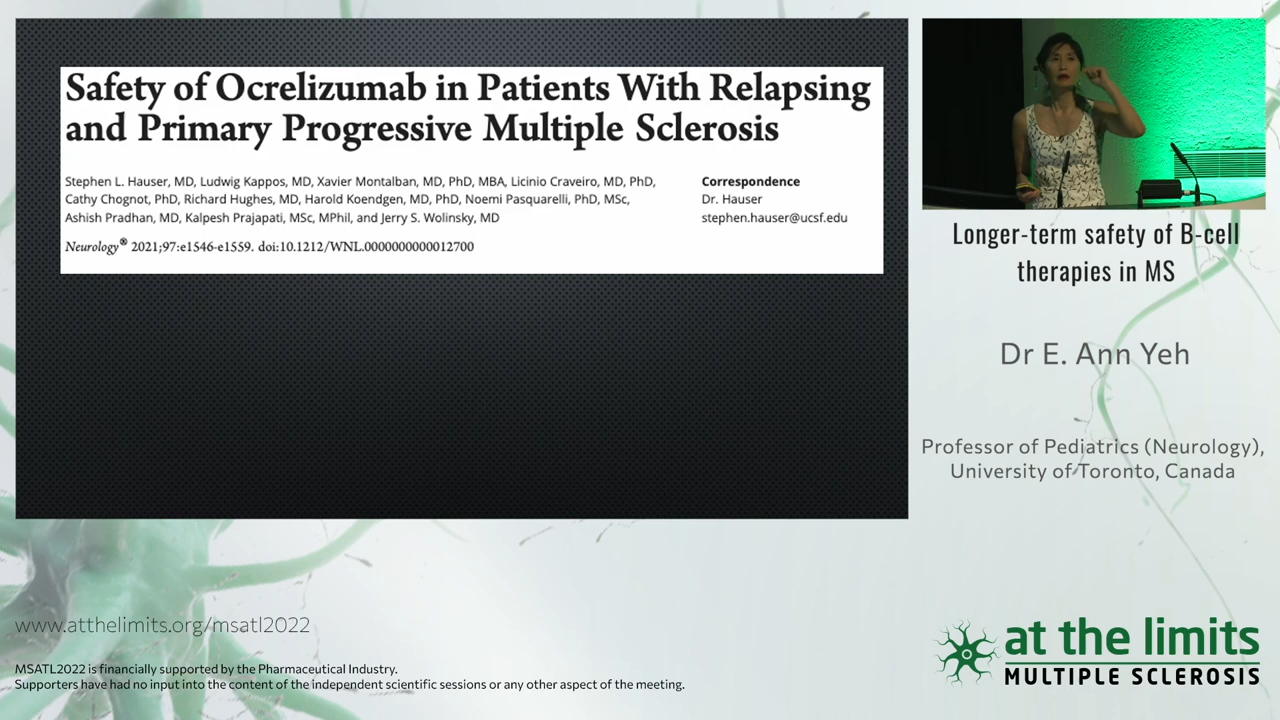 Safety of Ocrelizumab in Patients With Relapsing
and Primary Progressive Multiple Sclerosis
Stephen L. Hauser, MD, Ludwig Kappos, MD, Xavier Montalban, MD, PhD, MBA, Licinio Craveiro, MD, PhD,
Cathy Chognot, PhD, Richard Hughes, MD, Harold Koendgen, MD, PhD, Noemi Pasquarelli, PhD, MSc,
Ashish Pradhan, MD, Kalpesh Prajapati, MSc, MPhil, and Jerry S. Wolinsky, MD
Correspondence
Dr. Hauser
stephen.hauser@ucsf.edu
Neurology® 2021;97:e1546-e1559. doi:10.1212/WNL.0000000000012700
Longer-term safety of B-cell
therapies in MS
Dr E. Ann Yeh
Professor of Pediatrics (Neurology),
University of Toronto, Canada
www.atthelimits.org/msatl2022
MSATL2022 is financially supported by the Pharmaceutical Industry.
Supporters have had no input into the content of the independent scientific sessions or any other aspect of the meeting.
at the limits
MULTIPLE SCLEROSIS